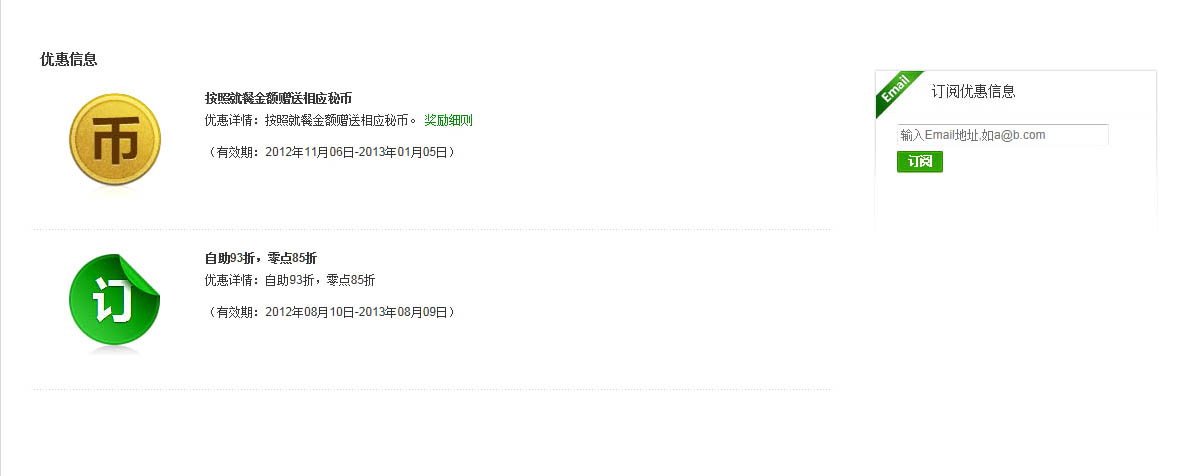 优惠信息
币
按照就餐金额赠送相应秘币
优惠详情：按照就餐金额赠送相应秘币。 奖励细则
（有效期：2012年11月06日-2013年01月05日）
订
自助93折，零点85折
优惠详情：自助93折，零点85折
（有效期：2012年08月10日-2013年08月09日）
Email
订阅优惠信息
输入Email地址,如a@b.com
订阅